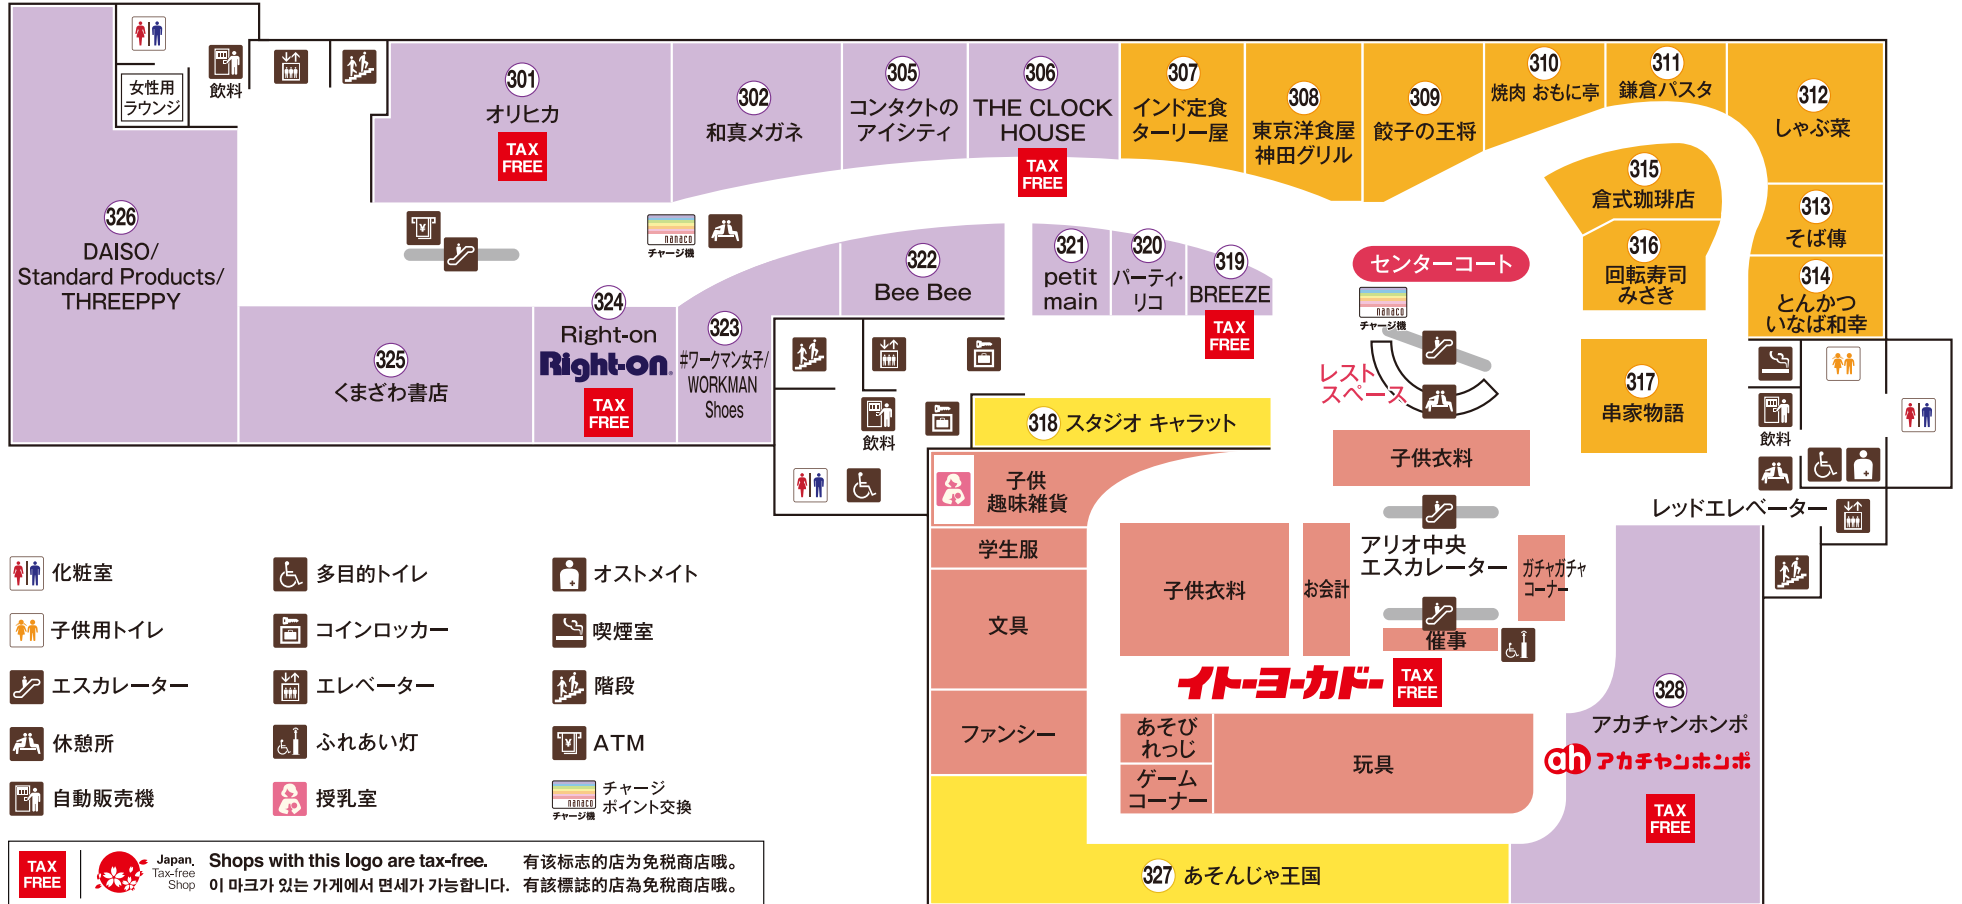 女性用
ラウンジ
飲料
301
オリヒカ
TAX
FREE
302
和真メガネ
305
コンタクトの
アイシティ
306
THE CLOCK
HOUSE
TAX
FREE
307
インド定食
ターリー屋
308
東京洋食屋
神田グリル
309
餃子の王将
310
焼肉 おもに亭
311
鎌倉パスタ
312
しゃぶ菜
313
そば傳
314
とんかつ
いなば和幸
315
倉式珈琲店
316
回転寿司
みさき
317
串家物語
326
DAISO/
Standard Products/
THREEPPY
¥
nanaco
チャージ機
325
くまざわ書店
324
Right-on
Right-on.
TAX
FREE
323
#ワークマン女子/
WORKMAN
Shoes
322
Bee Bee
321
petit
main
320
パーティ・
リコ
319
BREEZE
TAX
FREE
センターコート
nanaco
チャージ機
レスト
スペース
飲料
318 スタジオ キャラット
飲料
レッドエレベーター
子供衣料
子供
趣味雑貨
学生服
文具
ファンシー
子供衣料
お会計
アリオ中央
エスカレーター
ガチャガチャ
コーナー
催事
イトーヨーカドー
TAX
FREE
あそび
れっじ
ゲーム
コーナー
玩具
328
アカチャンホンポ
ah アカチャンホンポ
TAX
FREE
327 あそんじゃ王国
化粧室
多目的トイレ
オストメイト
子供用トイレ
コインロッカー
喫煙室
エスカレーター
エレベーター
階段
休憩所
ふれあい灯
¥
ATM
自動販売機
授乳室
nanaco
チャージ機
チャージ
ポイント交換
TAX
FREE
Japan.
Tax-free
Shop
Shops with this logo are tax-free.
有该标志的店为免税商店哦。
이 마크가 있는 가게에서 면세가 가능합니다.
有該標誌的店為免稅商店哦。